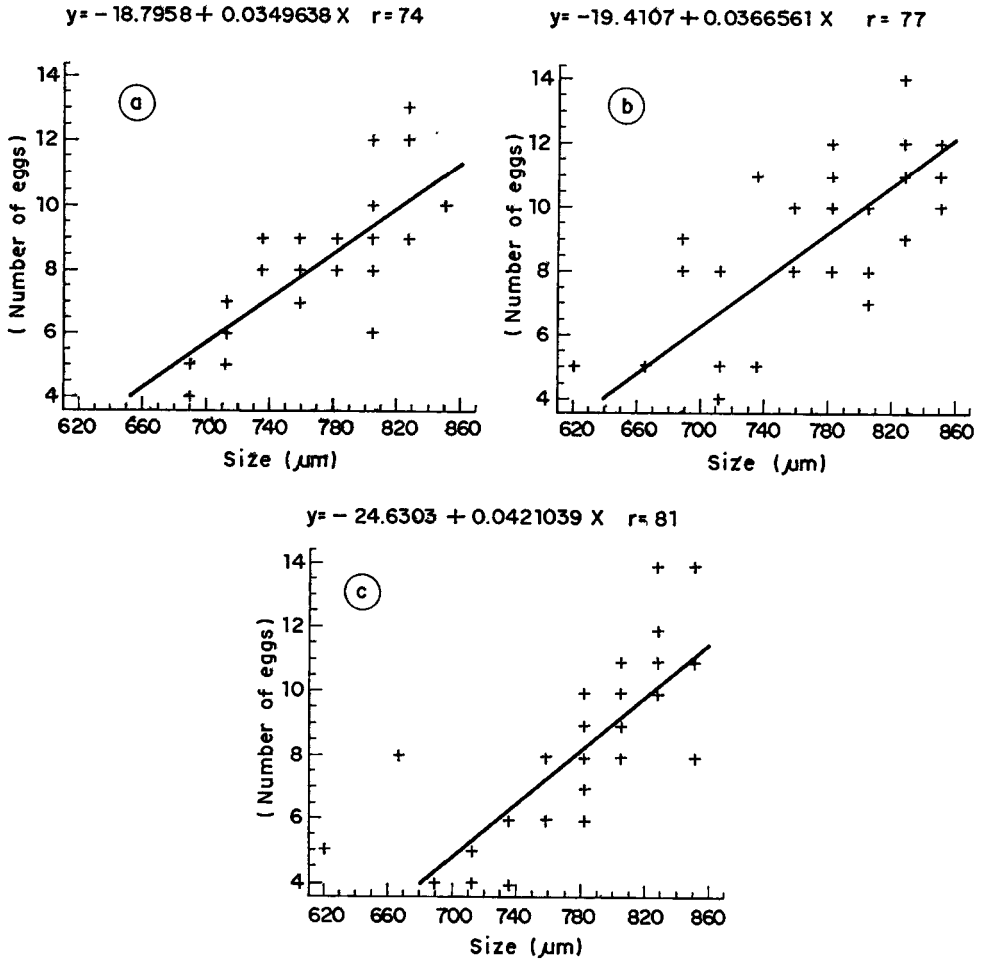 y= -18.7958 + 0.0349638 X r= 74
y= -19.4107 + 0.0366561 X r= 77
a
14
12
10
8
6
4
(Number of eggs)
620 660 700 740 780 820 860
Size (µm)
b
14
12
10
8
6
4
(Number of eggs)
620 660 700 740 780 820 860
Size (µm)
y= - 24.6303 + 0.0421039 X r= 81
c
14
12
10
8
6
4
(Number of eggs)
620 660 700 740 780 820 860
Size (µm)